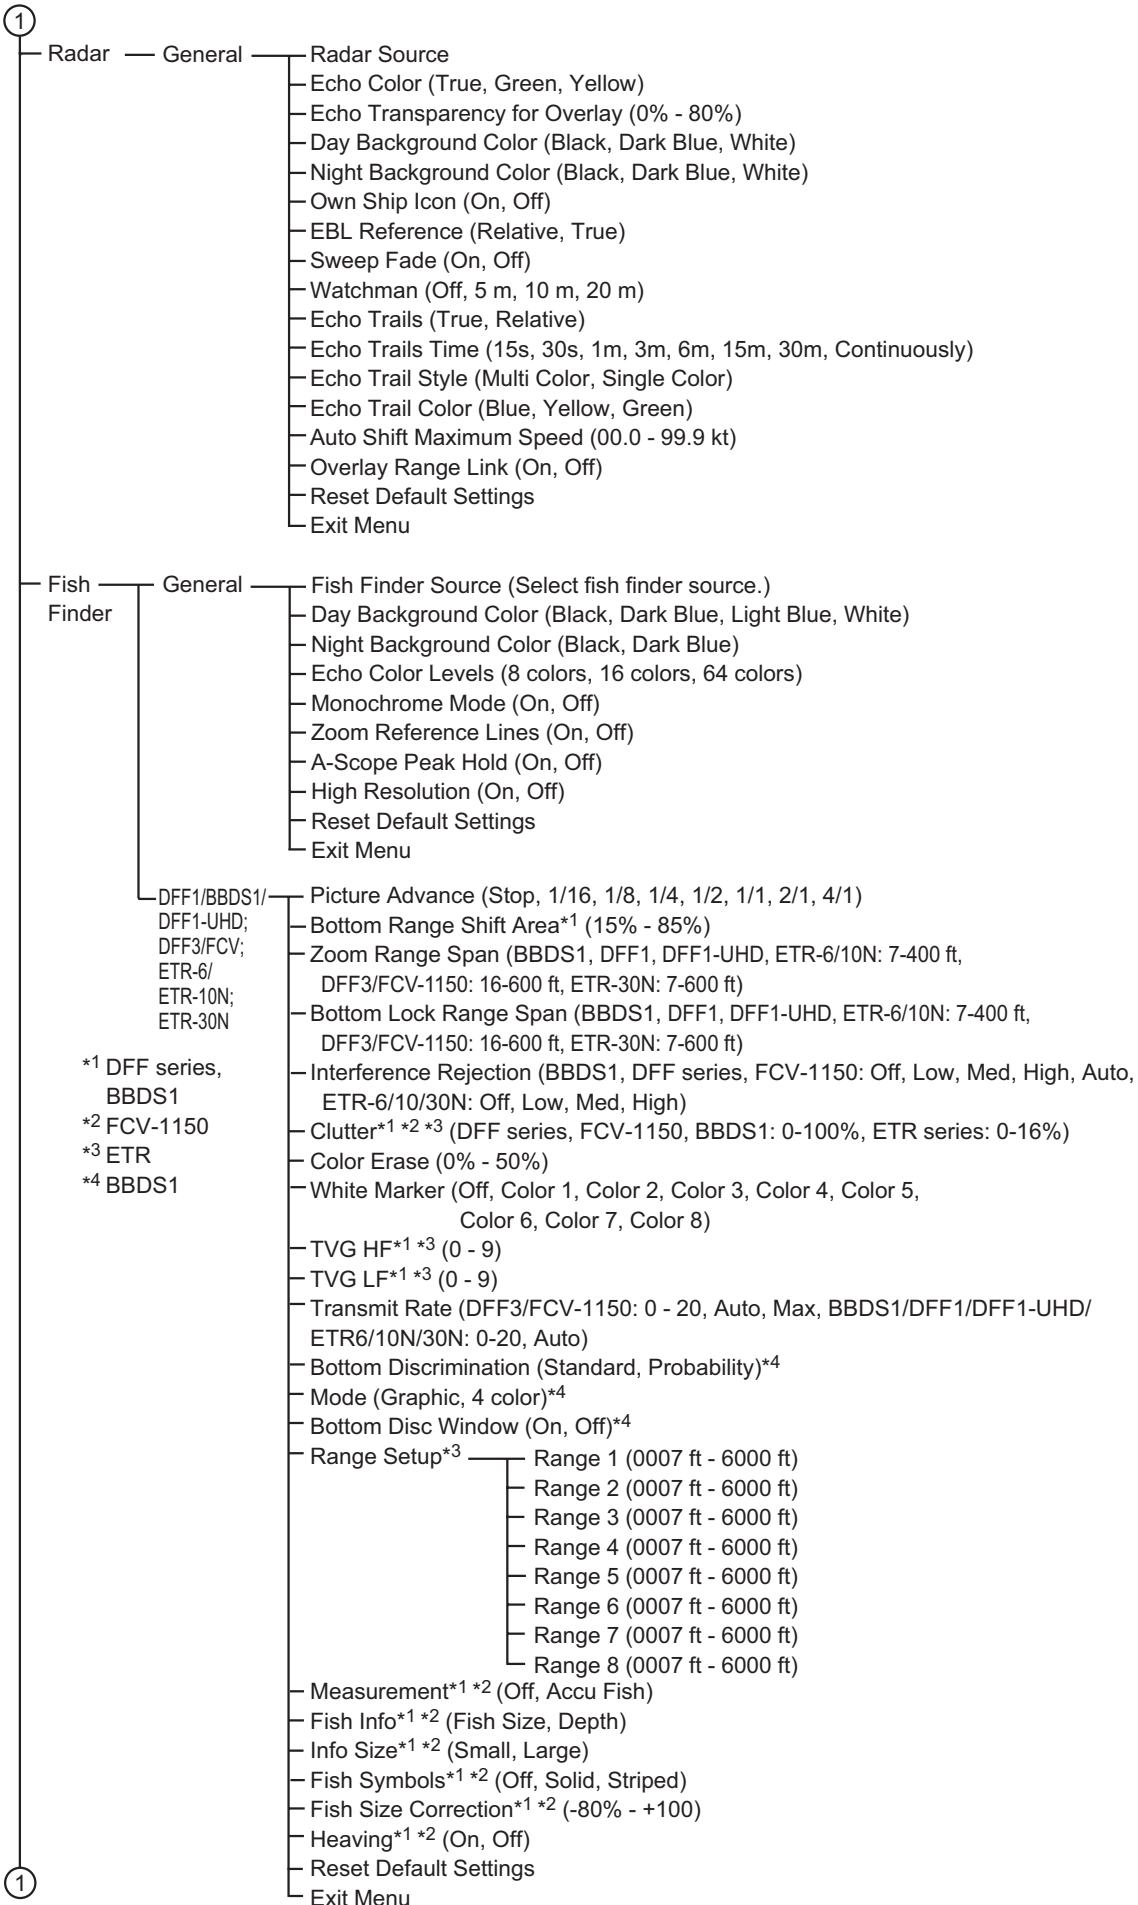 1
Radar General Radar Source
Echo Color (True, Green, Yellow)
Echo Transparency for Overlay (0% - 80%)
Day Background Color (Black, Dark Blue, White)
Night Background Color (Black, Dark Blue, White)
Own Ship Icon (On, Off)
EBL Reference (Relative, True)
Sweep Fade (On, Off)
Watchman (Off, 5 m, 10 m, 20 m)
Echo Trails (True, Relative)
Echo Trails Time (15s, 30s, 1m, 3m, 6m, 15m, 30m, Continuously)
Echo Trail Style (Multi Color, Single Color)
Echo Trail Color (Blue, Yellow, Green)
Auto Shift Maximum Speed (00.0 - 99.9 kt)
Overlay Range Link (On, Off)
Reset Default Settings
Exit Menu
Fish Finder
General Fish Finder Source (Select fish finder source.)
Day Background Color (Black, Dark Blue, Light Blue, White)
Night Background Color (Black, Dark Blue)
Echo Color Levels (8 colors, 16 colors, 64 colors)
Monochrome Mode (On, Off)
Zoom Reference Lines (On, Off)
A-Scope Peak Hold (On, Off)
High Resolution (On, Off)
Reset Default Settings
Exit Menu
DFF1/BBDS1/
DFF1-UHD;
DFF3/FCV;
ETR-6/
ETR-10N;
ETR-30N
*1 DFF series,
BBDS1
*2 FCV-1150
*3 ETR
*4 BBDS1
Picture Advance (Stop, 1/16, 1/8, 1/4, 1/2, 1/1, 2/1, 4/1)
Bottom Range Shift Area*1 (15% - 85%)
Zoom Range Span (BBDS1, DFF1, DFF1-UHD, ETR-6/10N: 7-400 ft,
DFF3/FCV-1150: 16-600 ft, ETR-30N: 7-600 ft)
Bottom Lock Range Span (BBDS1, DFF1, DFF1-UHD, ETR-6/10N: 7-400 ft,
DFF3/FCV-1150: 16-600 ft, ETR-30N: 7-600 ft)
Interference Rejection (BBDS1, DFF series, FCV-1150: Off, Low, Med, High, Auto,
ETR-6/10/30N: Off, Low, Med, High)
Clutter*1 *2 *3 (DFF series, FCV-1150, BBDS1: 0-100%, ETR series: 0-16%)
Color Erase (0% - 50%)
White Marker (Off, Color 1, Color 2, Color 3, Color 4, Color 5,
Color 6, Color 7, Color 8)
TVG HF*1 *3 (0 - 9)
TVG LF*1 *3 (0 - 9)
Transmit Rate (DFF3/FCV-1150: 0 - 20, Auto, Max, BBDS1/DFF1/DFF1-UHD/
ETR6/10N/30N: 0-20, Auto)
Bottom Discrimination (Standard, Probability)*4
Mode (Graphic, 4 color)*4
Bottom Disc Window (On, Off)*4
Range Setup*3 Range 1 (0007 ft - 6000 ft)
Range 2 (0007 ft - 6000 ft)
Range 3 (0007 ft - 6000 ft)
Range 4 (0007 ft - 6000 ft)
Range 5 (0007 ft - 6000 ft)
Range 6 (0007 ft - 6000 ft)
Range 7 (0007 ft - 6000 ft)
Range 8 (0007 ft - 6000 ft)
Measurement*1 *2 (Off, Accu Fish)
Fish Info*1 *2 (Fish Size, Depth)
Info Size*1 *2 (Small, Large)
Fish Symbols*1 *2 (Off, Solid, Striped)
Fish Size Correction*1 *2 (-80% - +100)
Heaving*1 *2 (On, Off)
Reset Default Settings
Exit Menu
1